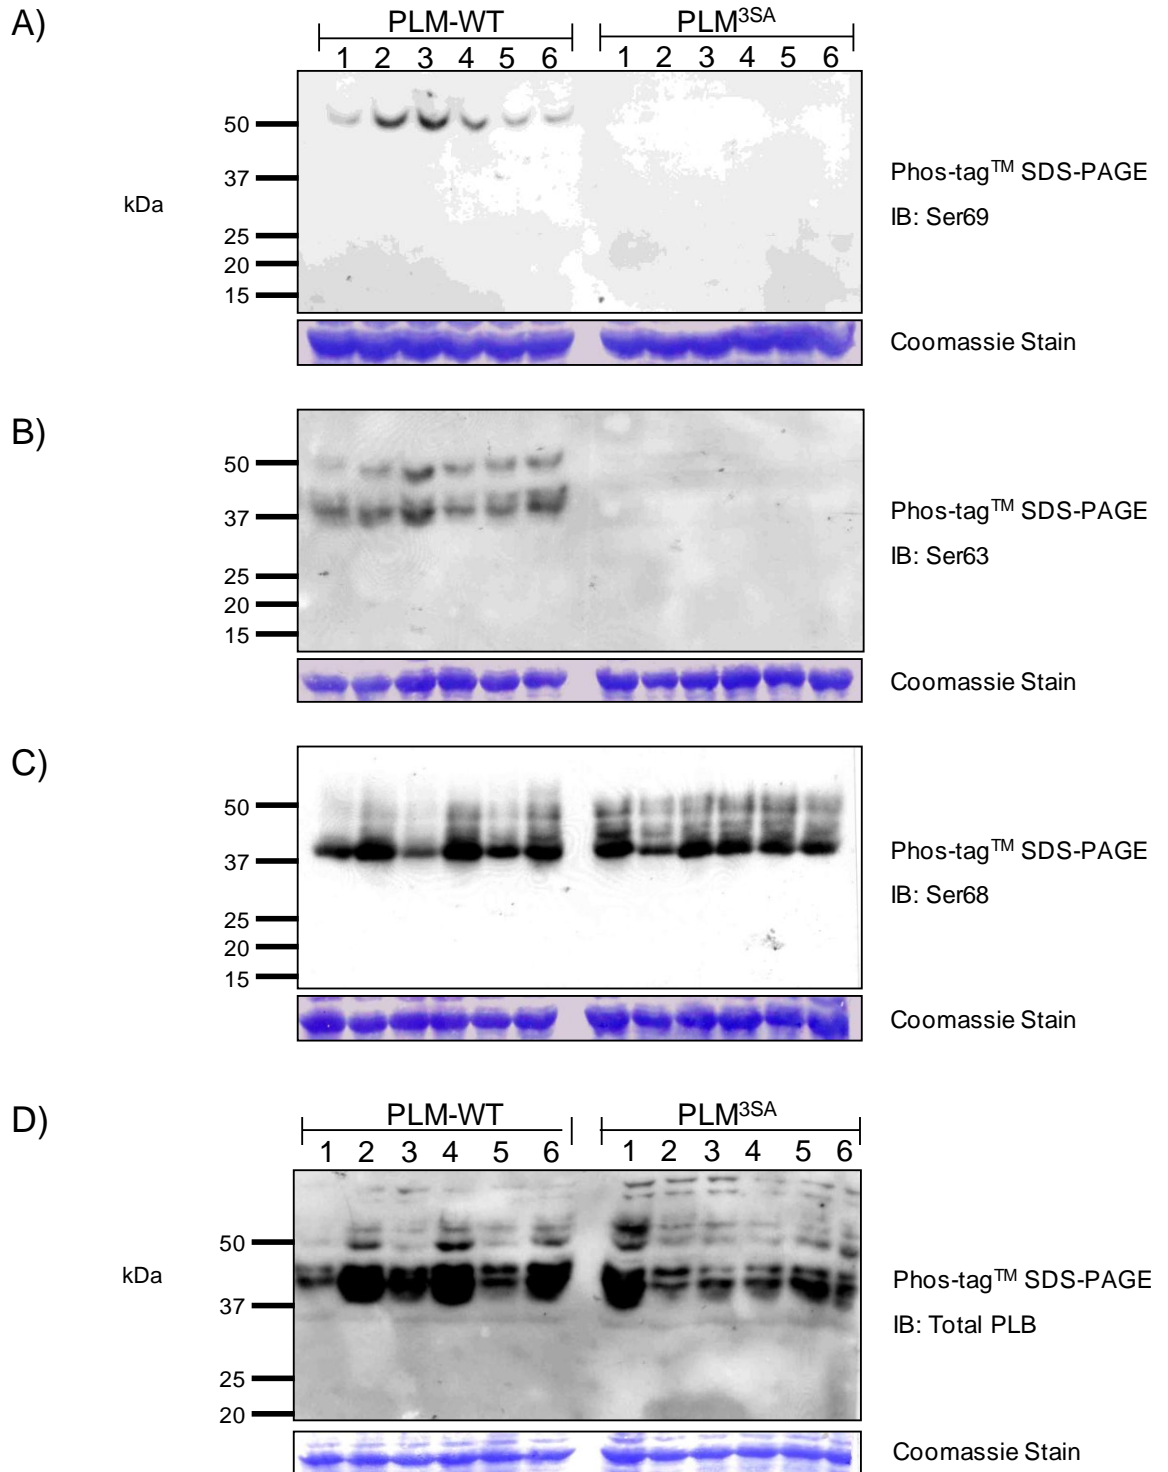 A)
PLM-WT PLM3SA
1 2 3 4 5 6 1 2 3 4 5 6
50
37
kDa
25
20
15
Phos-tagTM SDS-PAGE
IB: Ser69
Coomassie Stain
B)
50
37
25
20
15
Phos-tagTM SDS-PAGE
IB: Ser63
Coomassie Stain
C)
50
37
25
20
15
Phos-tagTM SDS-PAGE
IB: Ser68
Coomassie Stain
D)
PLM-WT PLM3SA
1 2 3 4 5 6 1 2 3 4 5 6
50
kDa
37
25
20
Phos-tagTM SDS-PAGE
IB: Total PLB
Coomassie Stain